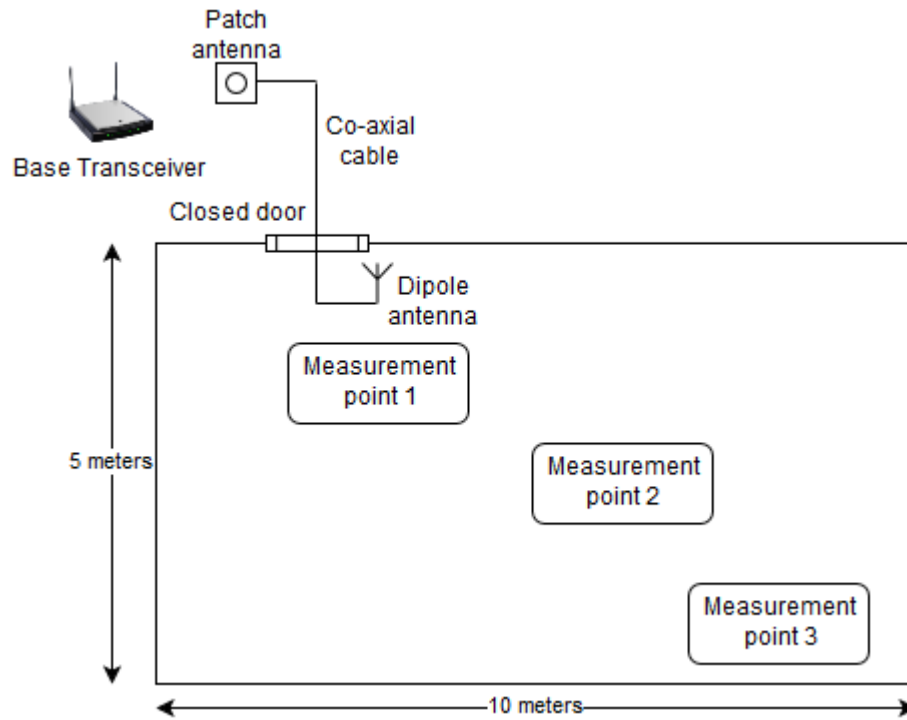 Patch
antenna
Co-axial
cable
Base Transceiver
Closed door
Dipole
antenna
Measurement
point 1
5 meters
Measurement
point 2
Measurement
point 3
10 meters